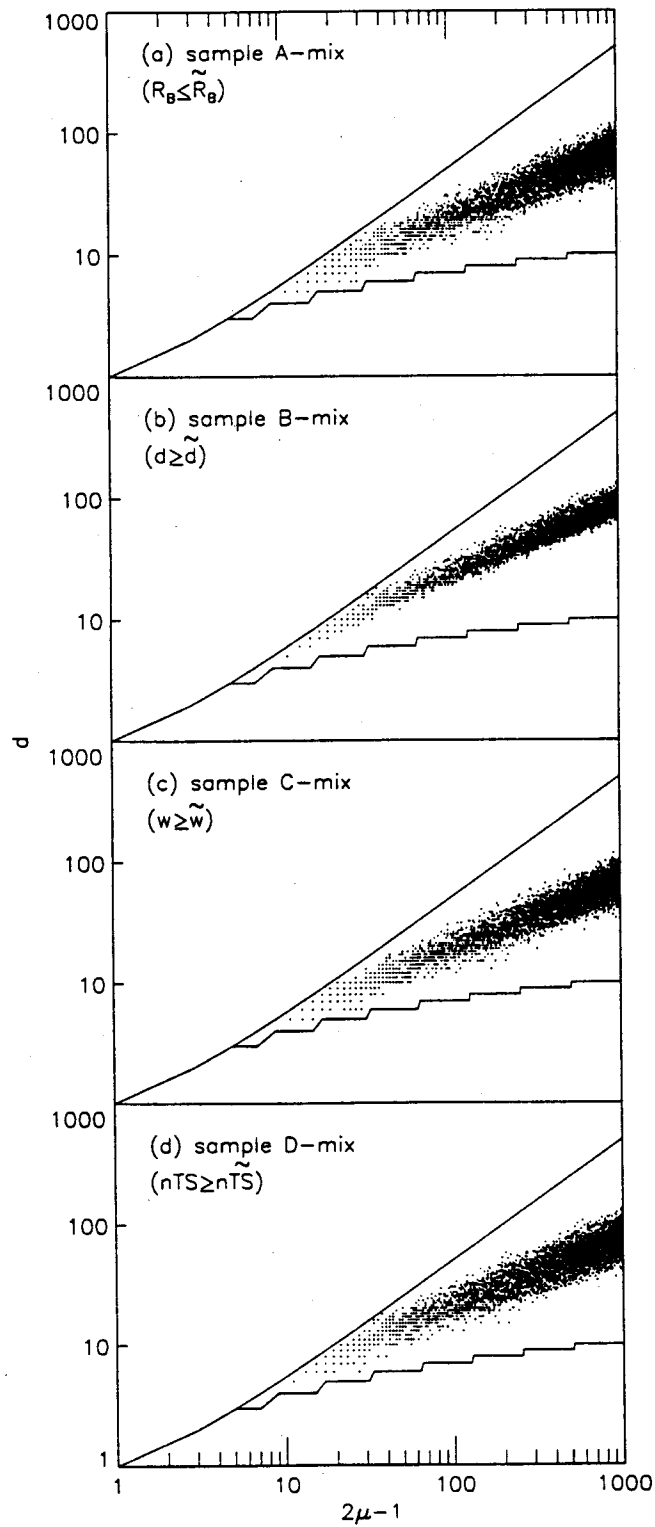 1000
(a) sample A-mix
(R_B≤R̃_B)
100
10
1000
(b) sample B-mix
(d≥d̃)
100
10
d
1000
(c) sample C-mix
(w≥w̃)
100
10
1000
(d) sample D-mix
(nTS≥nT̃S)
100
10
1
1 10 100 1000
2μ-1